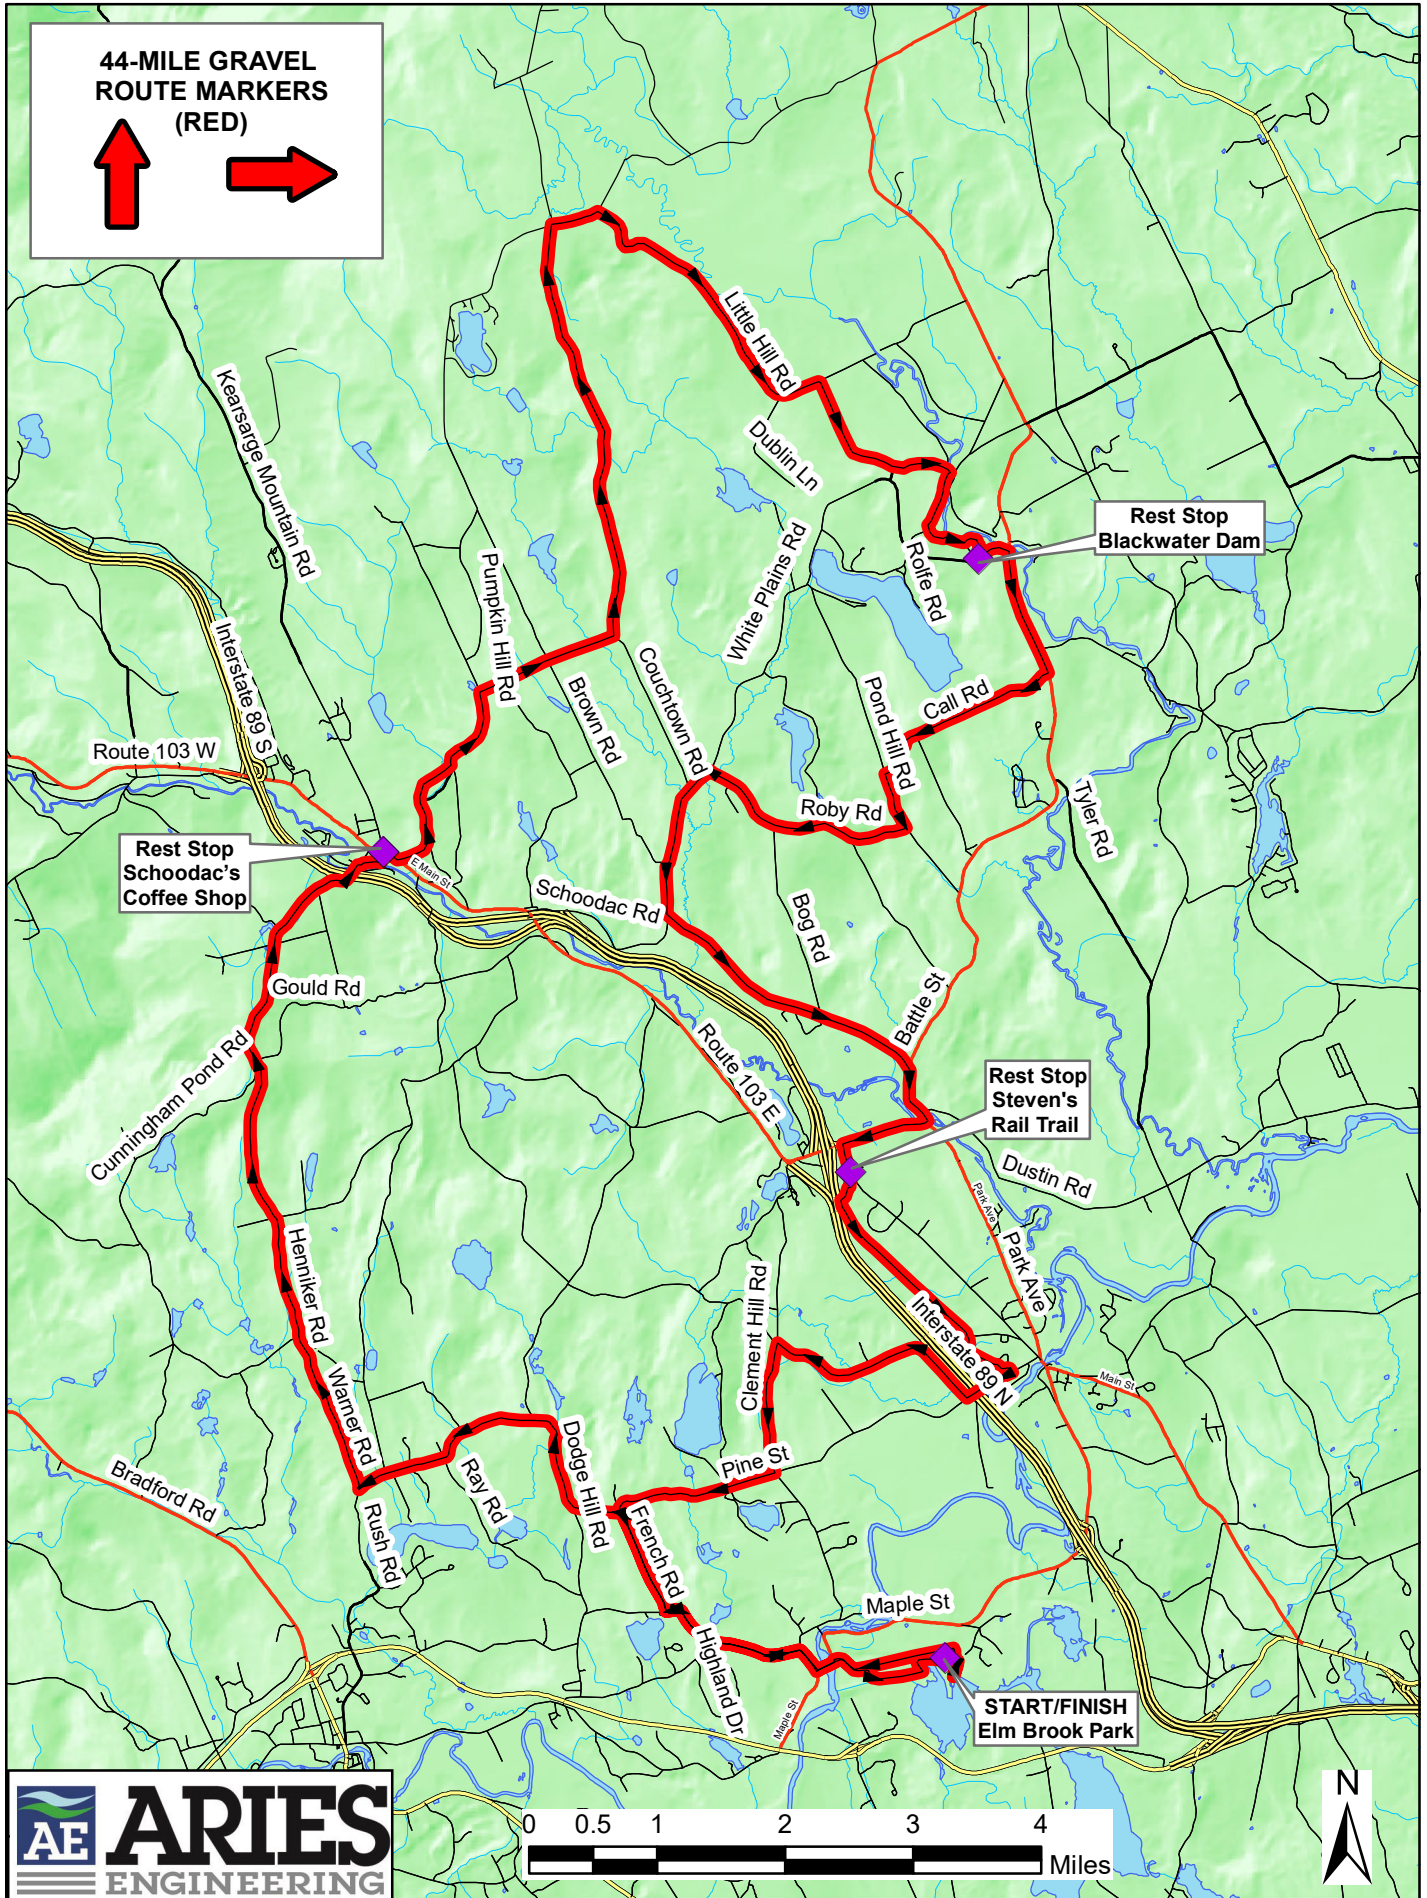 44-MILE GRAVEL
ROUTE MARKERS
(RED)
Little Hill Rd
Kearsarge Mountain Rd
Dublin Ln
Rest Stop
Blackwater Dam
White Plains Rd
Rolfe Rd
Pumpkin Hill Rd
Interstate 89 S
Couchtown Rd
Brown Rd
Pond Hill Rd
Call Rd
Route 103 W
Roby Rd
Tyler Rd
Rest Stop
Schoodac’s
Coffee Shop
E Main St
Schoodac Rd
Bog Rd
Gould Rd
Battle St
Cunningham Pond Rd
Route 103 E
Rest Stop
Steven's
Rail Trail
Dustin Rd
Park Ave
Park Ave
Henniker Rd
Clement Hill Rd
Interstate 89 N
Main St
Warner Rd
Dodge Hill Rd
Pine St
Bradford Rd
Ray Rd
Rush Rd
French Rd
Maple St
Highland Dr
Maple St
START/FINISH
Elm Brook Park
AE ARIES
ENGINEERING
0 0.5 1 2 3 4
Miles
N